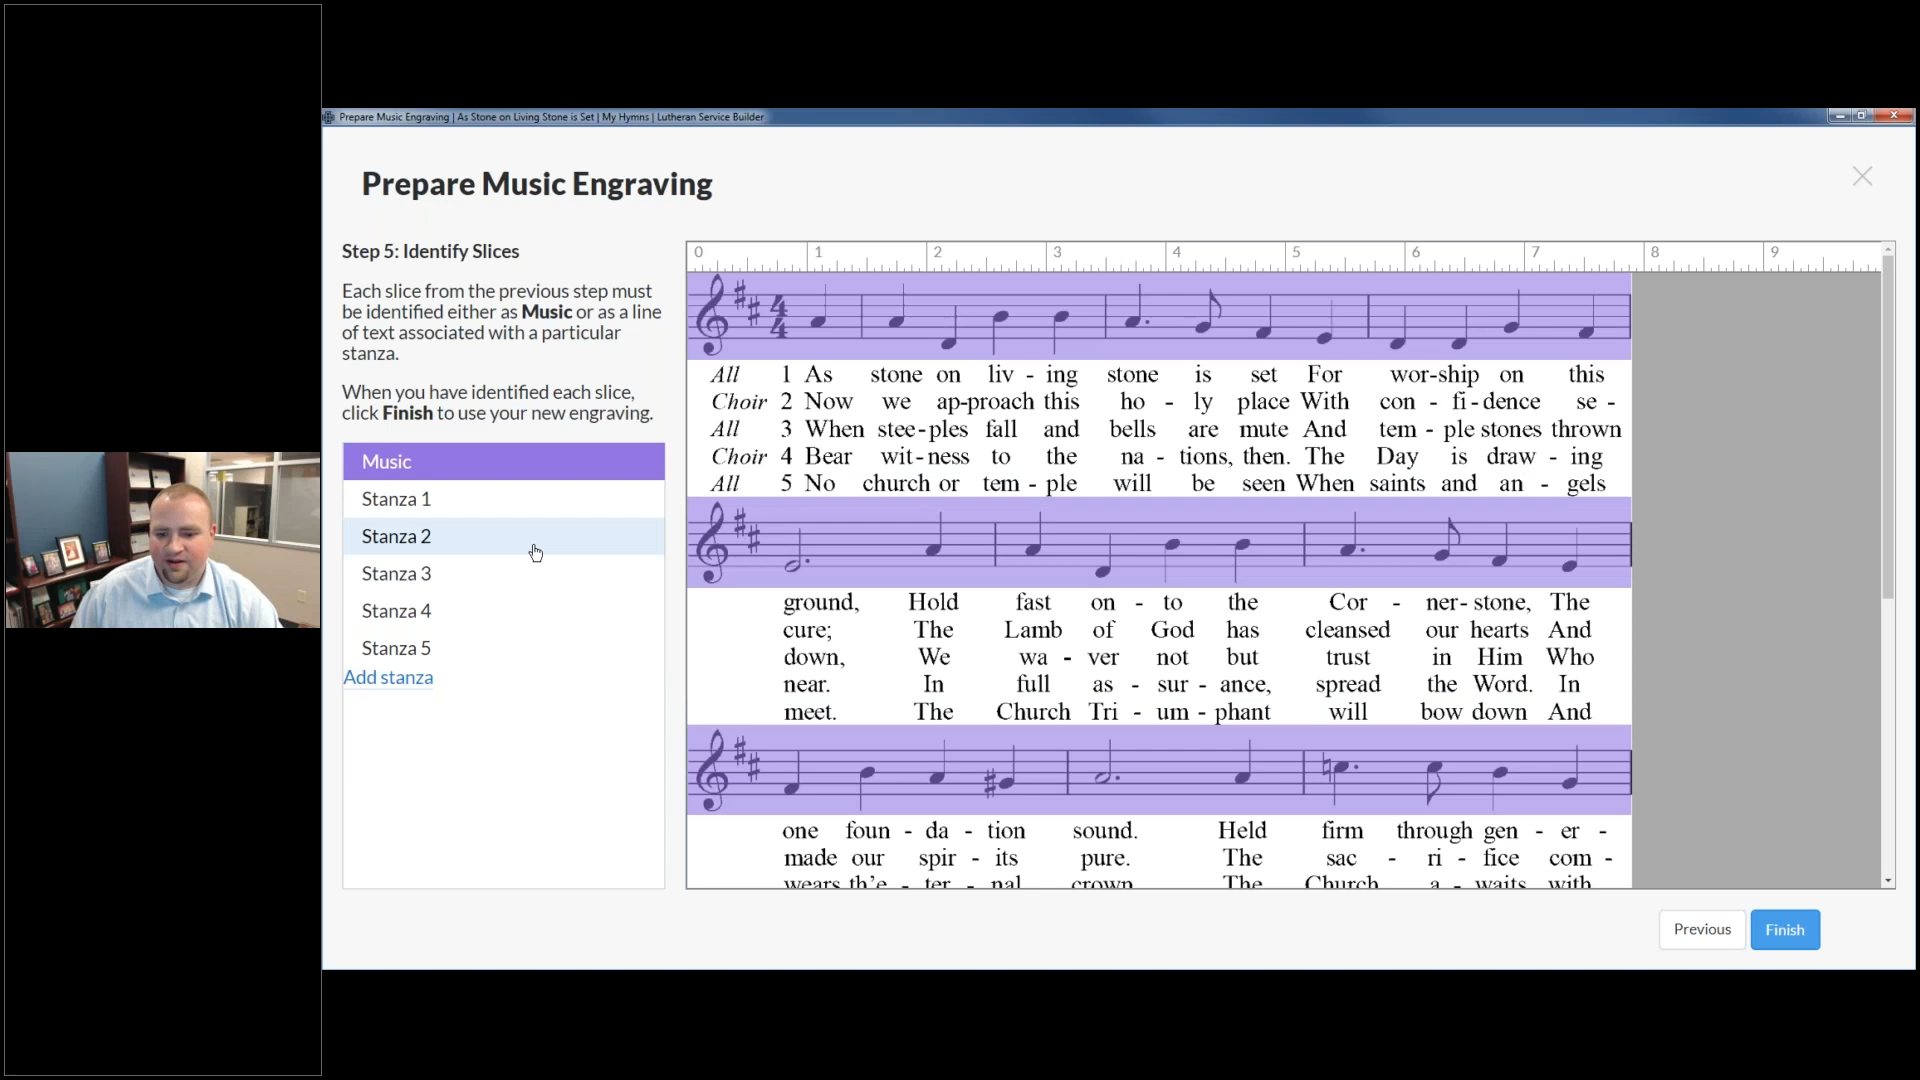 Prepare Music Engraving | As Stone on Living Stone is Set | My Hymns | Lutheran Service Builder
Prepare Music Engraving
Step 5: Identify Slices
Each slice from the previous step must
be identified either as Music or as a line
of text associated with a particular
stanza.
When you have identified each slice,
click Finish to use your new engraving.
Music
Stanza 1
Stanza 2
Stanza 3
Stanza 4
Stanza 5
Add stanza
0 1 2 3 4 5 6 7 8 9
4
4
All 1 As stone on liv - ing stone is set For wor-ship on this
Choir 2 Now we ap-proach this ho - ly place With con - fi - dence se -
All 3 When stee-ples fall and bells are mute And tem - ple stones thrown
Choir 4 Bear wit-ness to the na - tions, then. The Day is draw - ing
All 5 No church or tem - ple will be seen When saints and an - gels
ground, Hold fast on - to the Cor - ner-stone, The
cure; The Lamb of God has cleansed our hearts And
down, We wa - ver not but trust in Him Who
near. In full as - sur - ance, spread the Word. In
meet. The Church Tri - um - phant will bow down And
one foun - da - tion sound. Held firm through gen - er -
made our spir - its pure. The sac - ri - fice com -
wears th'e - ter - nal crown. The Church a - waits with
Previous
Finish